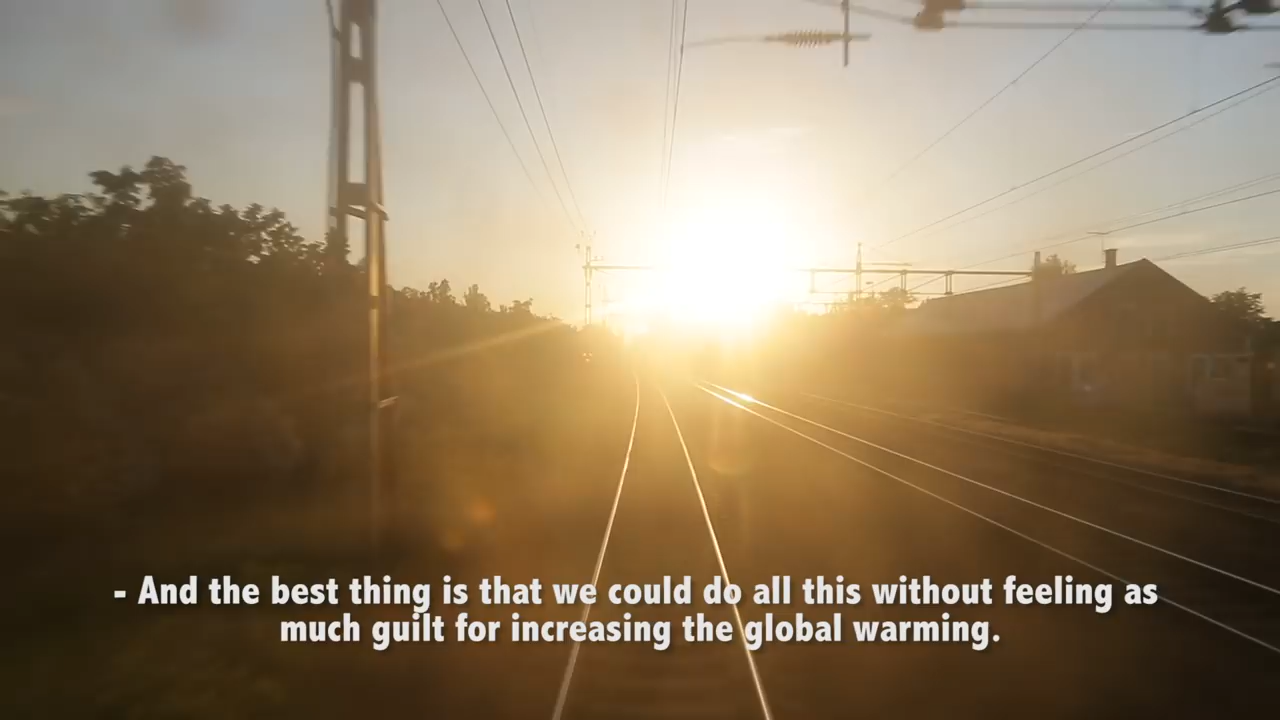 - And the best thing is that we could do all this without feeling as
much guilt for increasing the global warming.